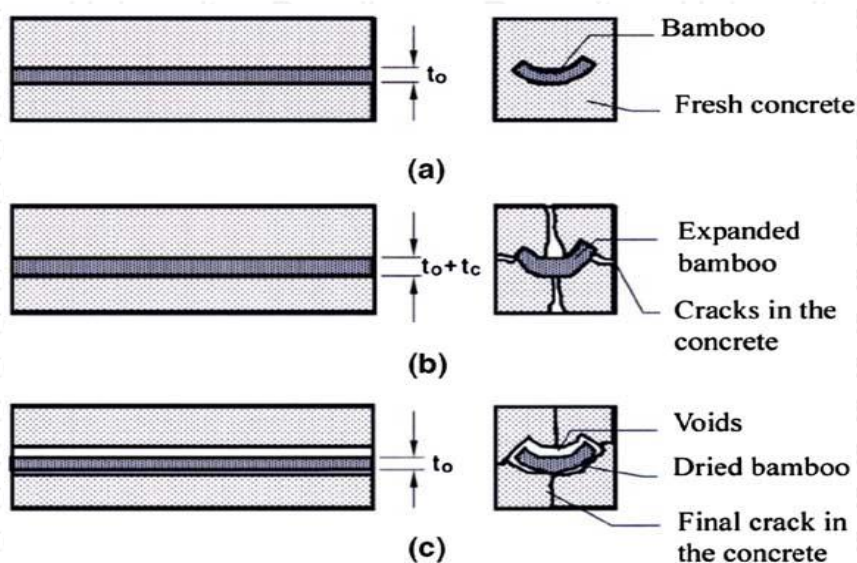 Bamboo
t₀
Fresh concrete
(a)
Expanded
bamboo
t₀ + t_c
Cracks in the
concrete
(b)
Voids
t₀
Dried bamboo
Final crack in
the concrete
(c)